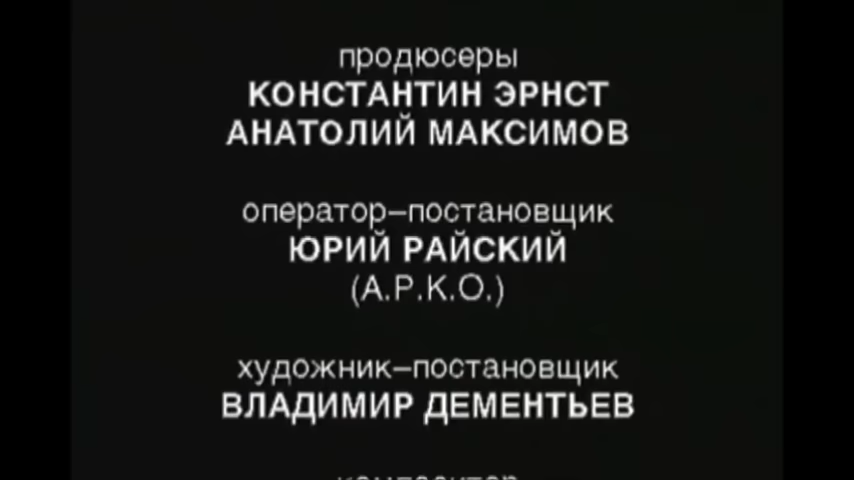 продюсеры
КОНСТАНТИН ЭРНСТ
АНАТОЛИЙ МАКСИМОВ
оператор–постановщик
ЮРИЙ РАЙСКИЙ
(А.Р.К.О.)
художник–постановщик
ВЛАДИМИР ДЕМЕНТЬЕВ